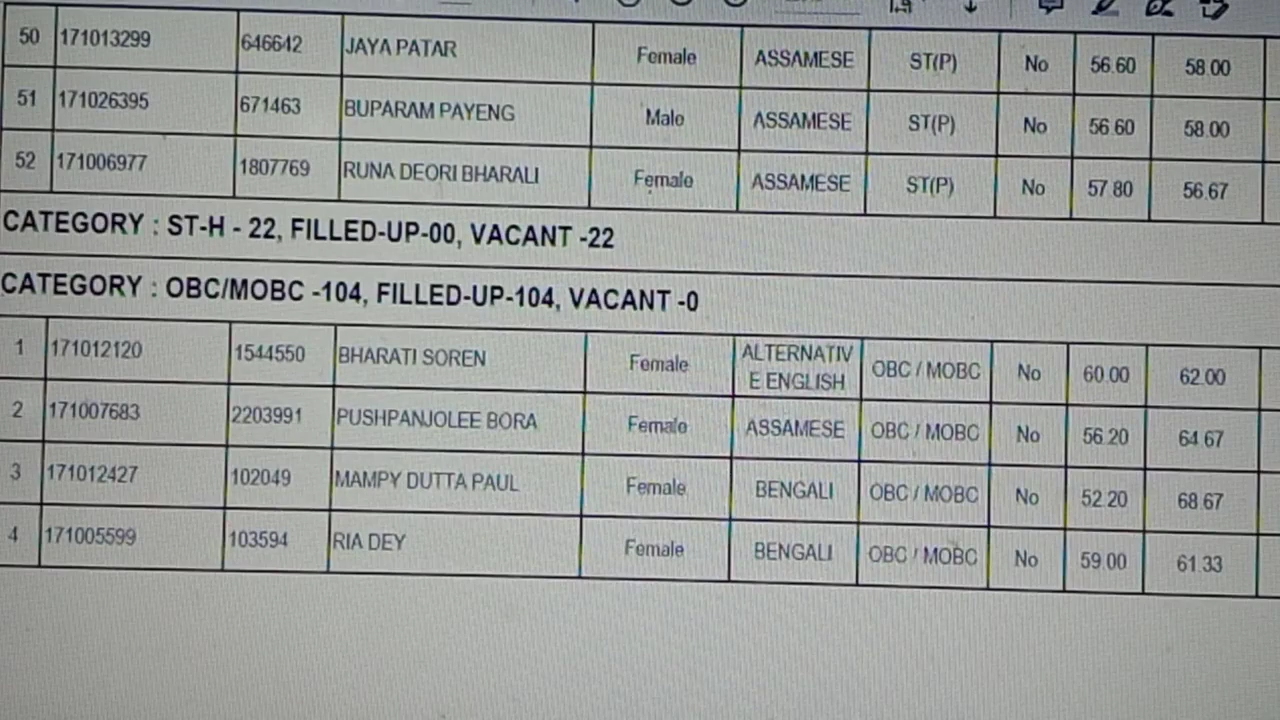 50 171013299 646642 JAYA PATAR Female ASSAMESE ST(P) No 56.60 58.00
51 171026395 671463 BUPARAM PAYENG Male ASSAMESE ST(P) No 56.60 58.00
52 171006977 1807769 RUNA DEORI BHARALI Female ASSAMESE ST(P) No 57.80 56.67
CATEGORY : ST-H - 22, FILLED-UP-00, VACANT -22
CATEGORY : OBC/MOBC -104, FILLED-UP-104, VACANT -0
1 171012120 1544550 BHARATI SOREN Female ALTERNATIV E ENGLISH OBC / MOBC No 60.00 62.00
2 171007683 2203991 PUSHPANJOLEE BORA Female ASSAMESE OBC / MOBC No 56.20 64.67
3 171012427 102049 MAMPY DUTTA PAUL Female BENGALI OBC / MOBC No 52.20 68.67
4 171005599 103594 RIA DEY Female BENGALI OBC / MOBC No 59.00 61.33